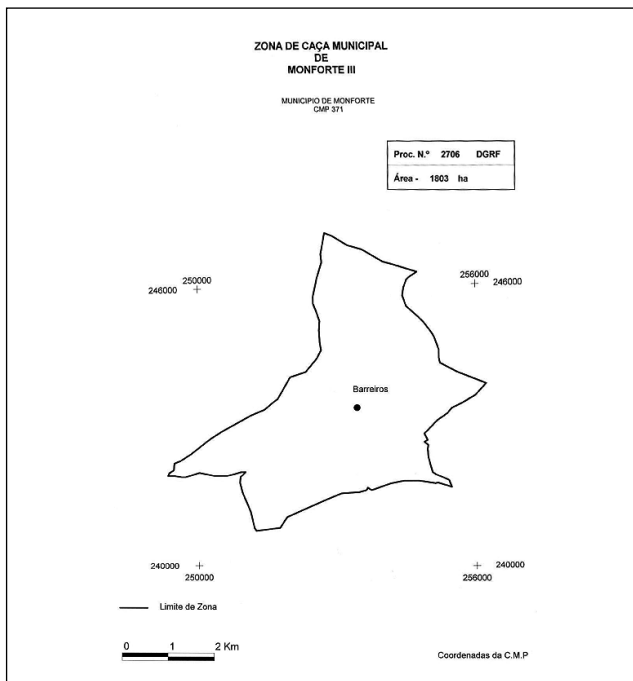 ZONA DE CAÇA MUNICIPAL
DE
MONFORTE III
MUNICIPIO DE MONFORTE
CMP 371
Proc. N.º 2706 DGRF
Área - 1803 ha
250000
246000
256000
246000
Barreiros
240000
250000
240000
256000
Limite de Zona
0 1 2 Km
Coordenadas da C.M.P